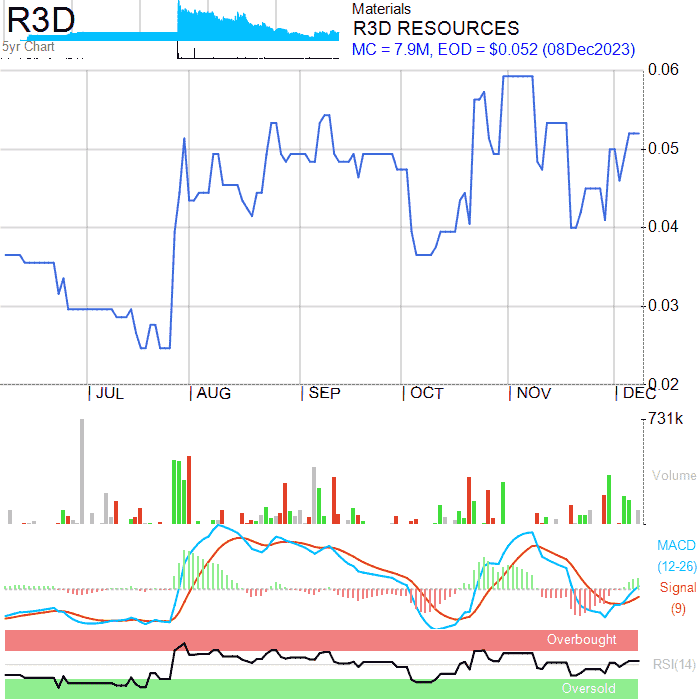 R3D
5yr Chart
Materials
R3D RESOURCES
MC = 7.9M, EOD = $0.052 (08Dec2023)
0.06
0.05
0.04
0.03
0.02
JUL AUG SEP OCT NOV DEC
731k
Volume
MACD
(12-26)
Signal
(9)
Overbought
RSI(14)
Oversold